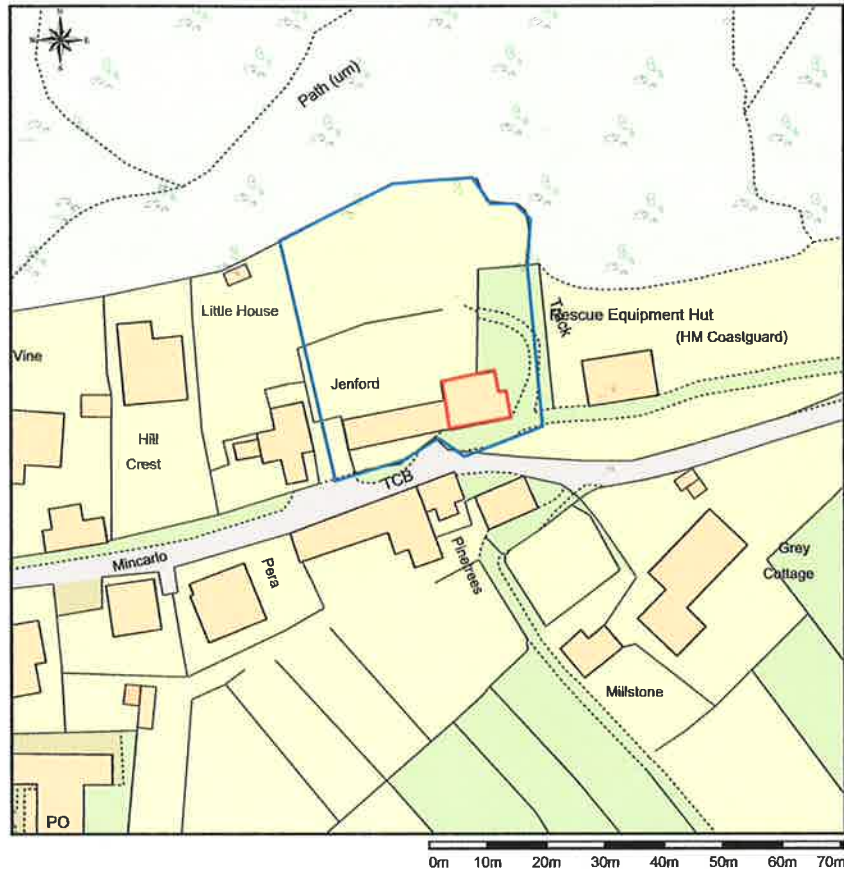 N
W
E
S
Path (um)
Little House
Track
Rescue Equipment Hut
(HM Coastguard)
Vine
Jenford
Hill
Crest
TCB
Mincarlo
Pera
Pinetrees
Grey
Cottage
Millstone
PO
0m 10m 20m 30m 40m 50m 60m 70m